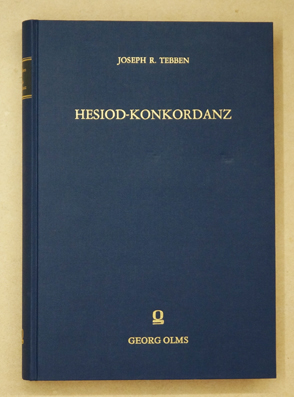 JOSEPH R. TEBBEN
HESIOD-KONKORDANZ
GEORG OLMS